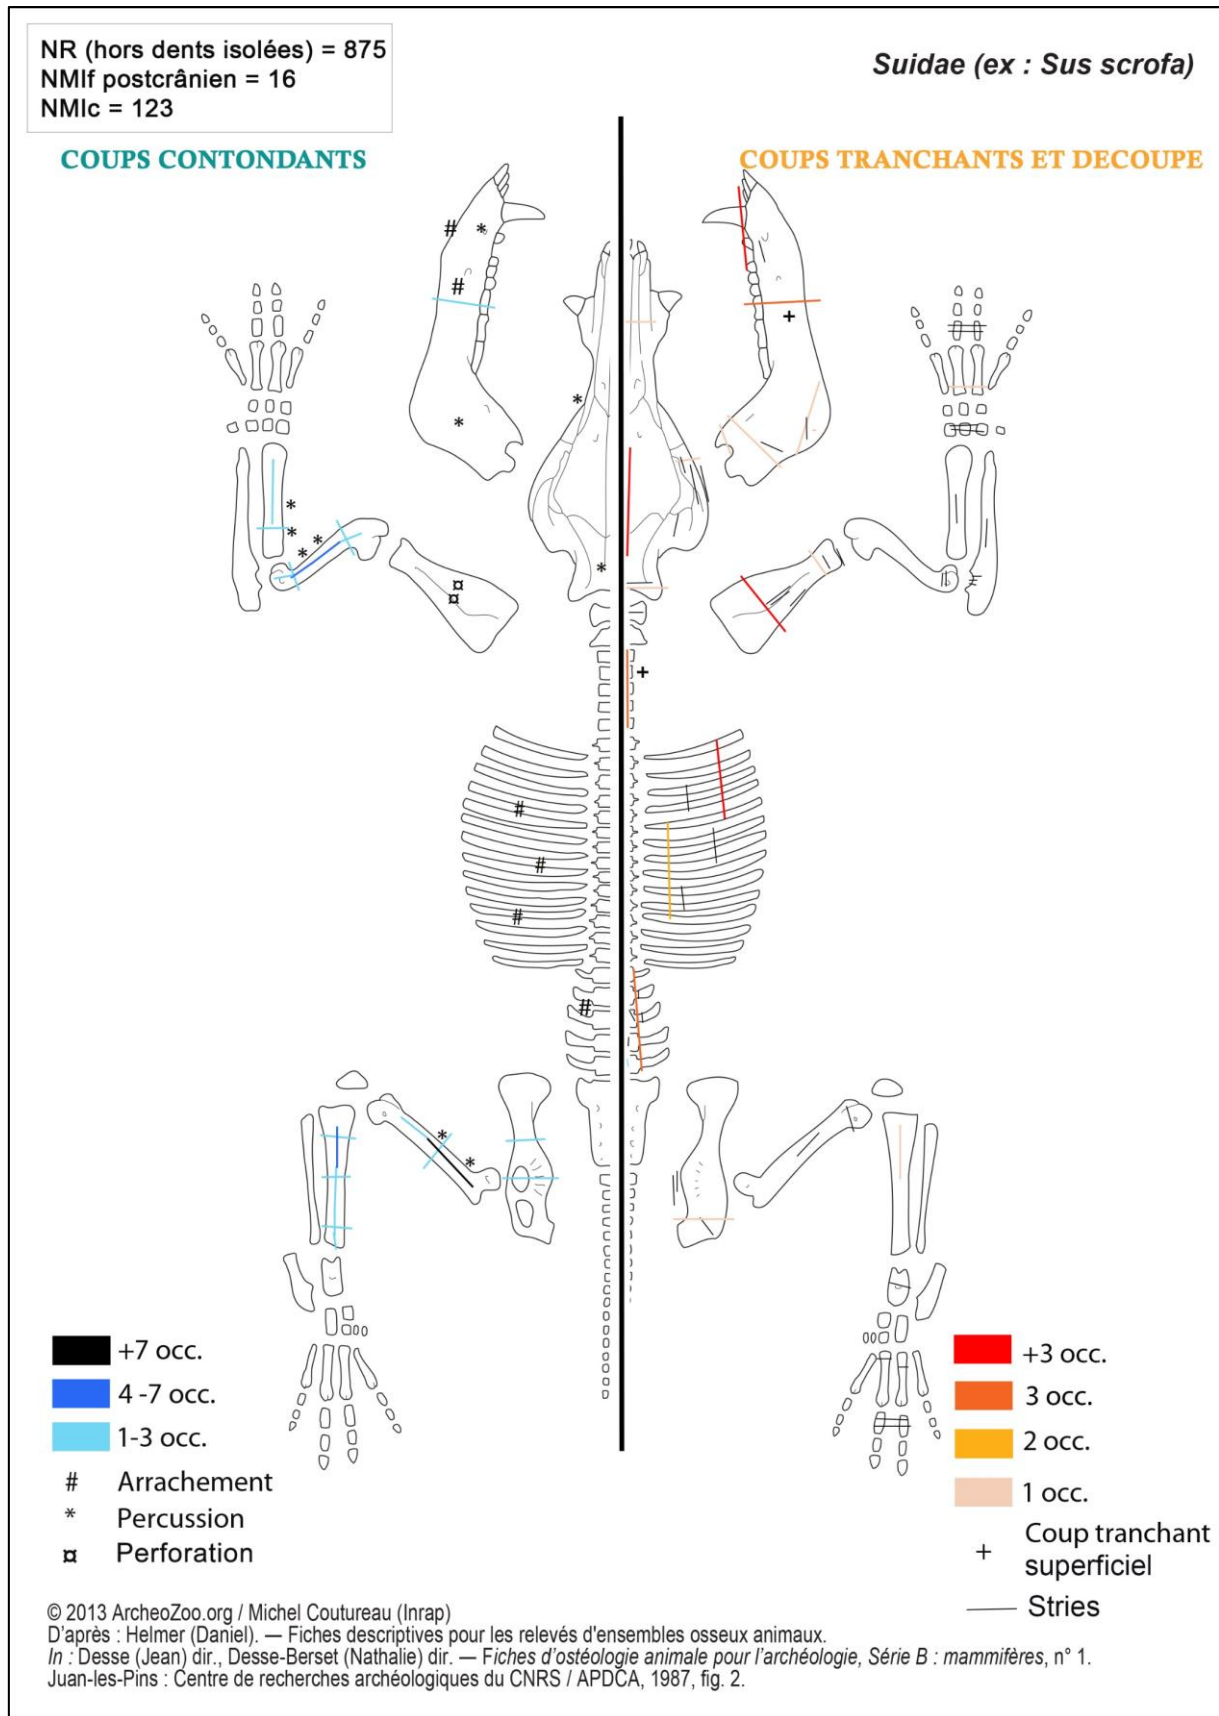 NR (hors dents isolées) = 875
NMIf postcrânien = 16
NMIc = 123
Suidae (ex : Sus scrofa)
COUPS CONTONDANTS
COUPS TRANCHANTS ET DECOUPE
+7 occ.
4 -7 occ.
1-3 occ.
# Arrachement
* Percussion
¤ Perforation
+3 occ.
3 occ.
2 occ.
1 occ.
+ Coup tranchant
superficiel
Stries
© 2013 ArcheoZoo.org / Michel Coutureau (Inrap)
D'après : Helmer (Daniel). — Fiches descriptives pour les relevés d'ensembles osseux animaux.
In : Desse (Jean) dir., Desse-Berset (Nathalie) dir. — Fiches d'ostéologie animale pour l'archéologie, Série B : mammifères, n° 1.
Juan-les-Pins : Centre de recherches archéologiques du CNRS / APDCA, 1987, fig. 2.